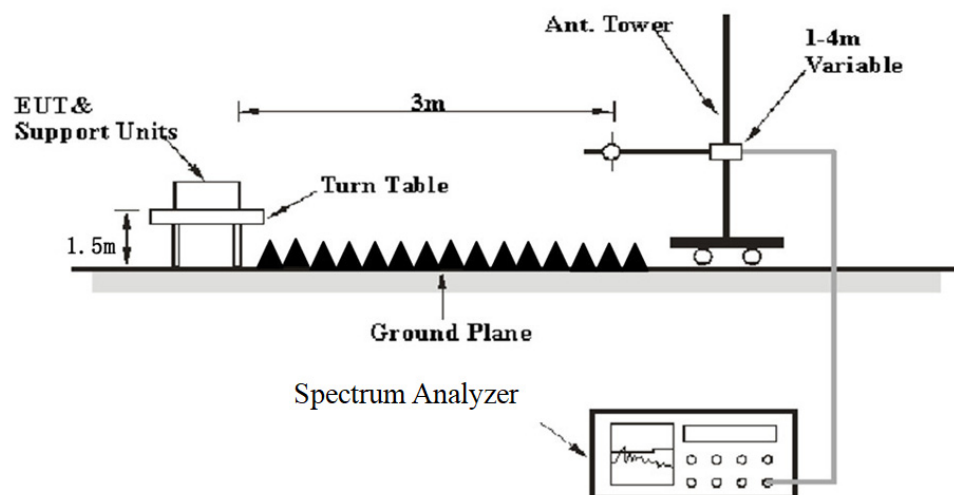 Ant. Tower
1-4m
Variable
3m
EUT&
Support Units
Turn Table
1.5m
Ground Plane
Spectrum Analyzer